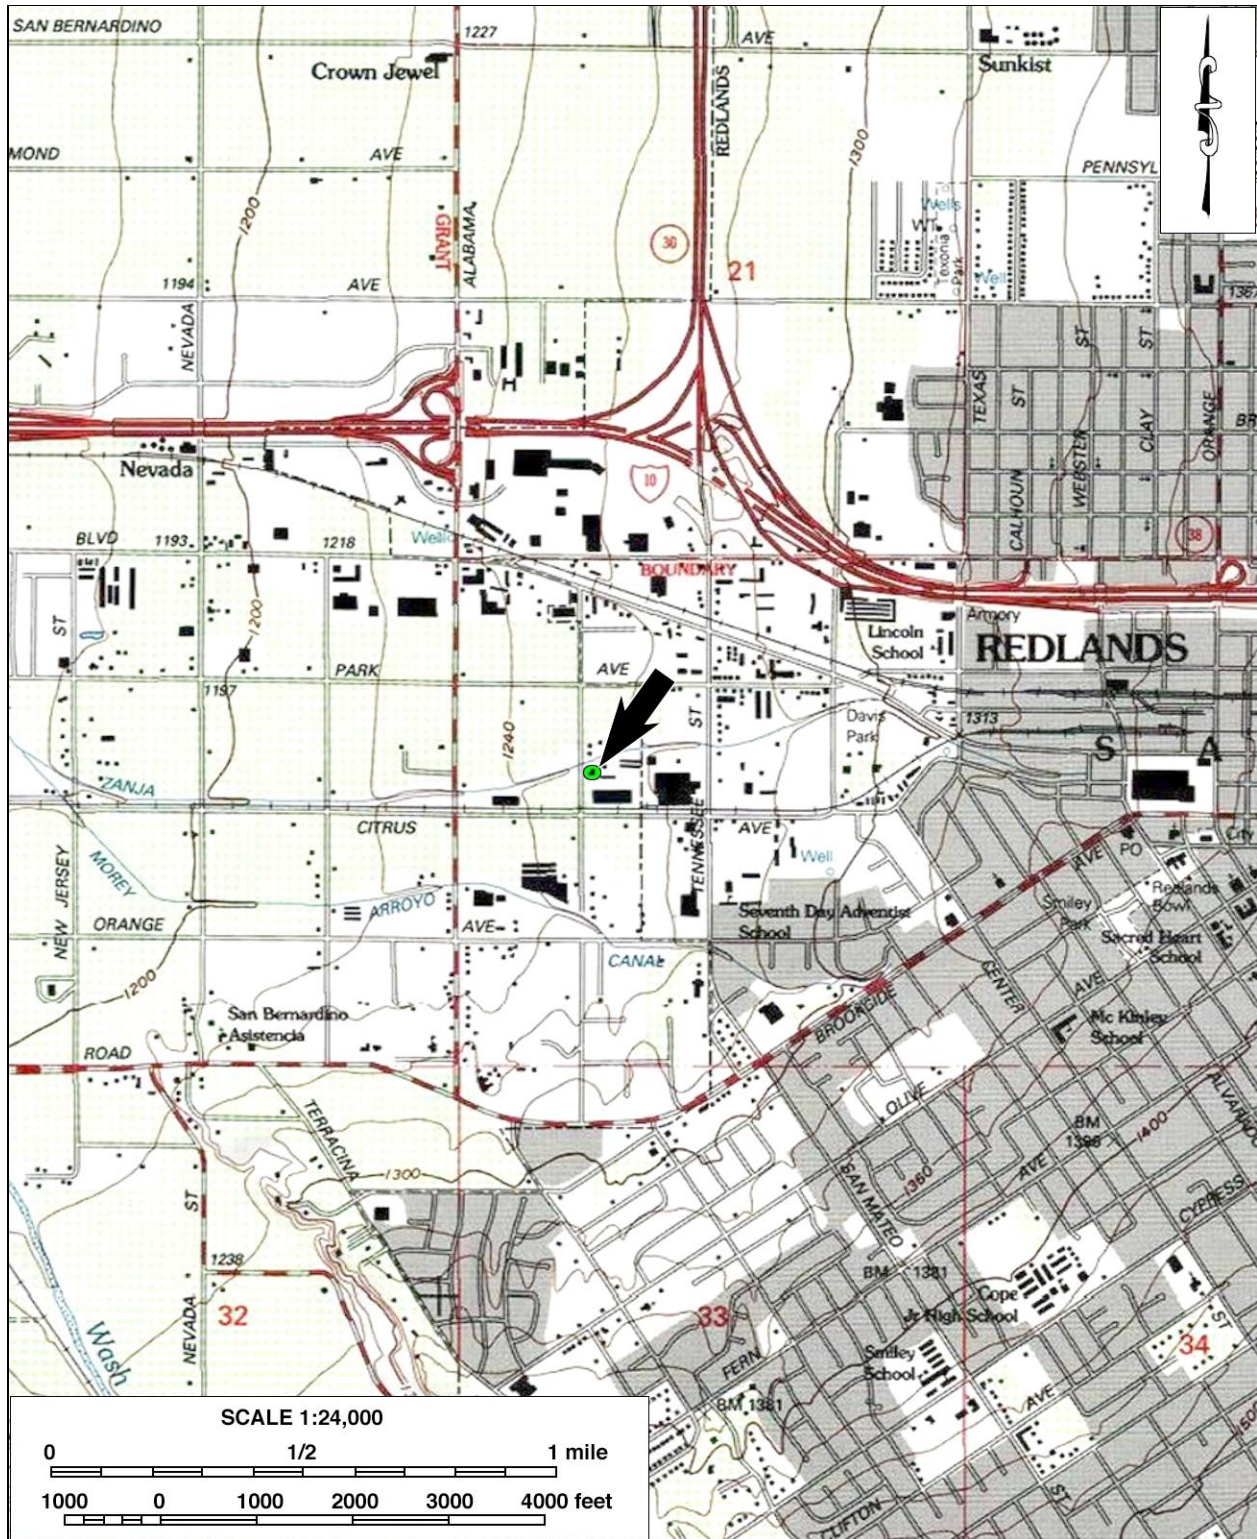 SAN BERNARDINO
1227
AVE
Crown Jewel
Sunkist
REDLANDS
MOND
AVE
1300
PENNSYL
1200
GRANT
ALABAMA
30
Wells
WT
Texonia
Park
21
Well
1194
AVE
NEVADA
TEXAS
ST
CALHOUN
ST
WEBSTER
ST
CLAY
ORANGE
BR
Nevada
10
BLVD
1193
1218
Well
38
BOUNDARY
ST
1200
Armory
Lincoln
School
REDLANDS
PARK
AVE
1197
1240
ST
Davis
Park
1313
S A
ZANJA
CITRUS
TENNESSEE
AVE
AVE
PO
City
NEW JERSEY
MOREY
ARROYO
Well
Smiley
Park
Redlands
Bowl
ORANGE
AVE
Seventh Day Adventist
School
Sacred Heart
School
CANAL
1200
CENTER
AVE
San Bernardino
Asistencia
BROOKSIDE
Mc Kinley
School
ROAD
OLIVE
ALVARADO
TERRACINA
BM
1400
1300
1360
AVE
SAN MATEO
CYPRESS
ST
1238
BM 1381
Cope
Jr High School
NEVADA
32
33
ST
34
Wash
FERN
Smiley
School
BM 1381
AVE
SCALE 1:24,000
0 1/2 1 mile
1000 0 1000 2000 3000 4000 feet
CLIFTON
ST